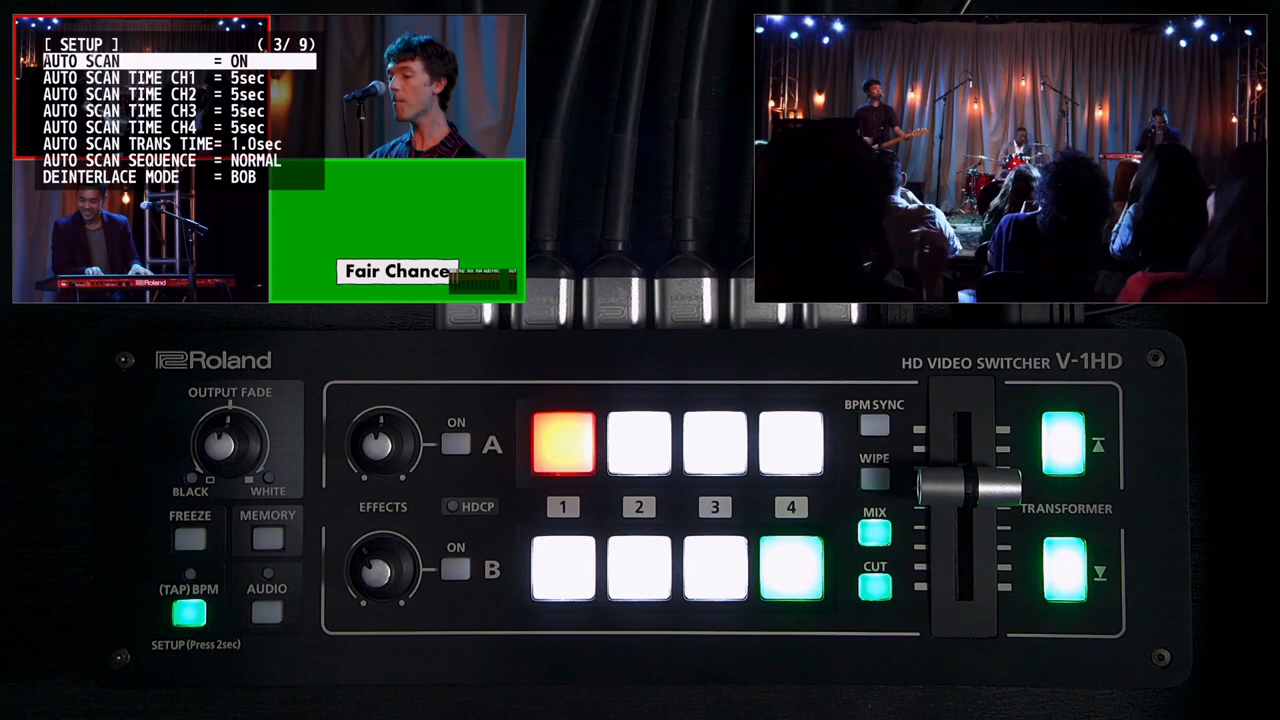 [ SETUP ] ( 3/ 9)
AUTO SCAN = ON
AUTO SCAN TIME CH1 = 5sec
AUTO SCAN TIME CH2 = 5sec
AUTO SCAN TIME CH3 = 5sec
AUTO SCAN TIME CH4 = 5sec
AUTO SCAN TRANS TIME= 1.0sec
AUTO SCAN SEQUENCE = NORMAL
DEINTERLACE MODE = BOB
Roland
Fair Chance
Roland
HD VIDEO SWITCHER V-1HD
OUTPUT FADE
BLACK WHITE
FREEZE MEMORY
(TAP) BPM AUDIO
SETUP (Press 2sec)
ON A
EFFECTS HDCP
ON B
1 2 3 4
BPM SYNC
WIPE
MIX
CUT
TRANSFORMER